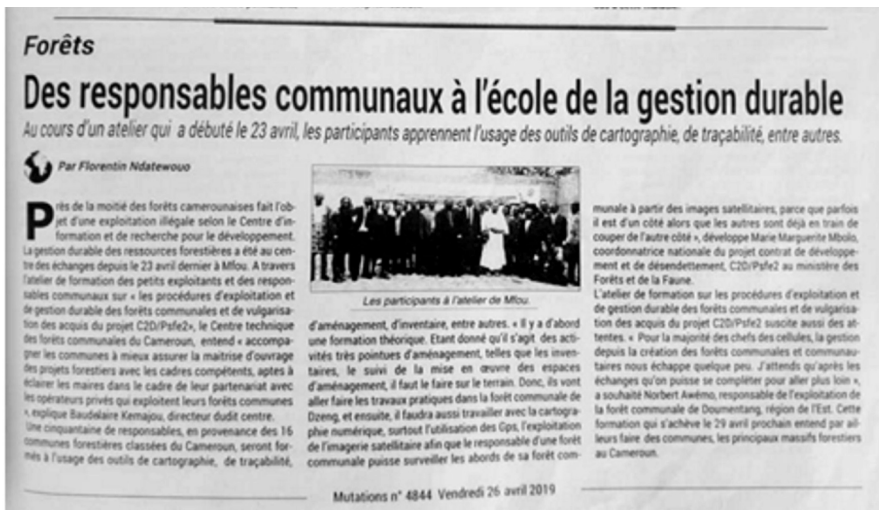 Forêts
Des responsables communaux à l'école de la gestion durable
Au cours d'un atelier qui a débuté le 23 avril, les participants apprennent l'usage des outils de cartographie, de traçabilité, entre autres.
Par Florentin Ndatewouo
Près de la moitié des forêts camerounaises fait l'ob-
jet d'une exploitation illégale selon le Centre d'in-
formation et de recherche pour le développement.
La gestion durable des ressources forestières a été au cen-
tre des échanges depuis le 23 avril dernier à Mfou. A travers
l'atelier de formation des petits exploitants et des respon-
sables communaux sur « les procédures d'exploitation et
de gestion durable des forêts communales et de vulgarisa-
tion des acquis du projet C2D/Psfe2», le Centre technique
des forêts communales du Cameroun, entend « accompa-
gner les communes à mieux assurer la maitrise d'ouvrage
des projets forestiers avec les cadres compétents, aptes à
éclairer les maires dans le cadre de leur partenariat avec
les opérateurs privés qui exploitent leurs forêts communes
», explique Baudelaire Kemajou, directeur dudit centre.
Une cinquantaine de responsables, en provenance des 16
communes forestières classées du Cameroun, seront for-
més à l'usage des outils de cartographie, de traçabilité,
Les participants à l'atelier de Mfou.
d'aménagement, d'inventaire, entre autres. « Il y a d'abord
une formation théorique. Etant donné qu'il s'agit des acti-
vités très pointues d'aménagement, telles que les inven-
taires, le suivi de la mise en œuvre des espaces
d'aménagement, il faut le faire sur le terrain. Donc, ils vont
aller faire les travaux pratiques dans la forêt communale de
Dzeng, et ensuite, il faudra aussi travailler avec la cartogra-
phie numérique, surtout l'utilisation des Gps, l'exploitation
de l'imagerie satellitaire afin que le responsable d'une forêt
communale puisse surveiller les abords de sa forêt com-
munale à partir des images satellitaires, parce que parfois
il est d'un côté alors que les autres sont déjà en train de
couper de l'autre côté », développe Marie Marguerite Mbolo,
coordonnatrice nationale du projet contrat de développe-
ment et de désendettement, C2D/Psfe2 au ministère des
Forêts et de la Faune.
L'atelier de formation sur les procédures d'exploitation et
de gestion durable des forêts communales et de vulgarisa-
tion des acquis du projet C2D/Psfe2 suscite aussi des at-
tentes. « Pour la majorité des chefs des cellules, la gestion
depuis la création des forêts communales et communau-
taires nous échappe quelque peu. J'attends qu'après les
échanges qu'on puisse se compléter pour aller plus loin »,
a souhaité Norbert Awémo, responsable de l'exploitation de
la forêt communale de Doumentang, région de l'Est. Cette
formation qui s'achève le 29 avril prochain entend par ail-
leurs faire des communes, les principaux massifs forestiers
au Cameroun.
Mutations n° 4844 Vendredi 26 avril 2019